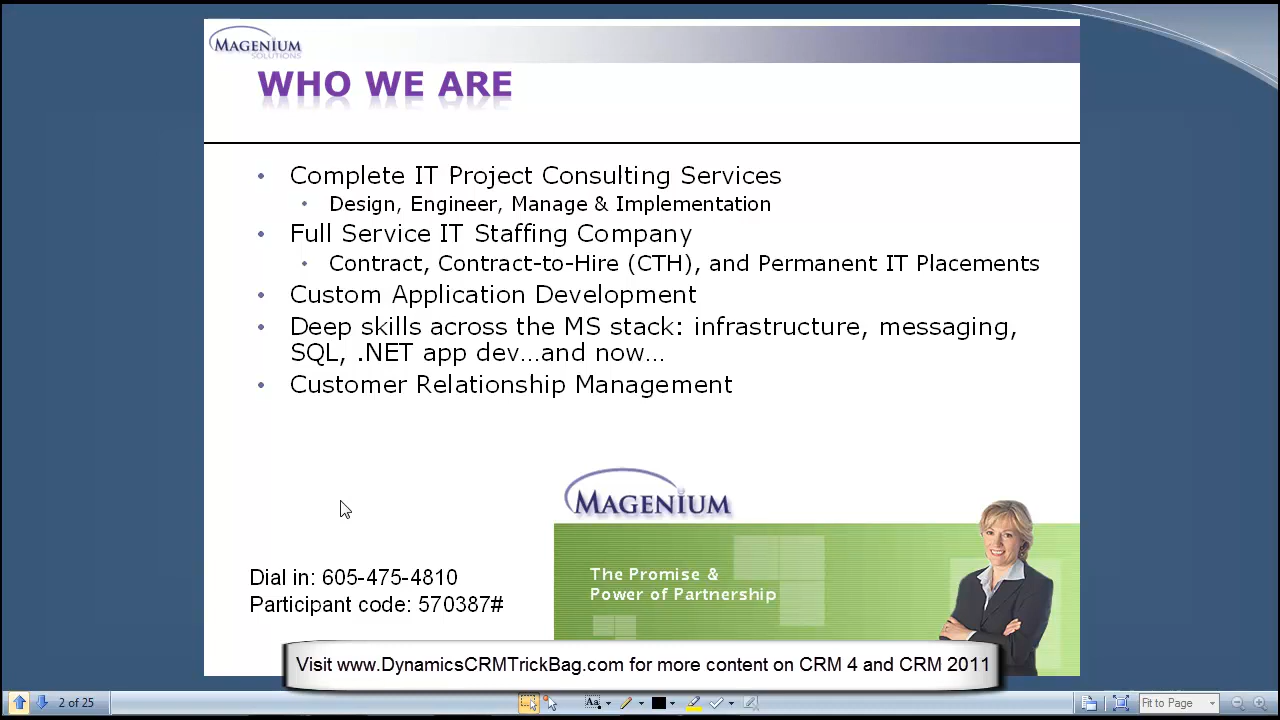 MAGENIUM
SOLUTIONS
WHO WE ARE
• Complete IT Project Consulting Services
• Design, Engineer, Manage & Implementation
• Full Service IT Staffing Company
• Contract, Contract-to-Hire (CTH), and Permanent IT Placements
• Custom Application Development
• Deep skills across the MS stack: infrastructure, messaging,
SQL, .NET app dev…and now…
• Customer Relationship Management
MAGENIUM
The Promise &
Power of Partnership
Dial in: 605-475-4810
Participant code: 570387#
Visit www.DynamicsCRMTrickBag.com for more content on CRM 4 and CRM 2011
2 of 25
Aa
Fit to Page